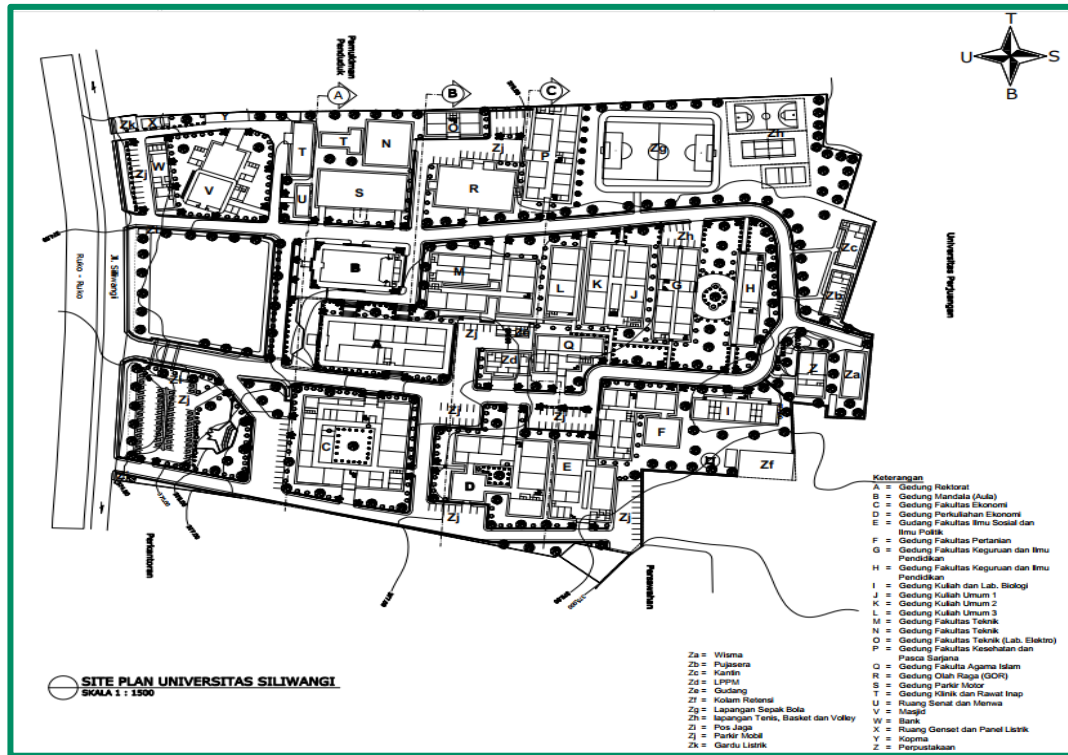 T
U S
B
Pemukiman
Penduduk
A
B
C
Zk X Y
W
Zj
V
T
T
N
U
S
O
Zj
R
P
Zg
Zh
Jl. Siliwangi
Ruko - Ruko
B
M
L
K
J
G
Zh
H
Zc
Zb
Universitas Perjuangan
A
Zj
Zd
Q
Z
Za
Zi
Zj
C
Zj
Zj
D
E
F
I
Zf
Zj
Zj
Perkantoran
Persawahan
Keterangan
A = Gedung Rektorat
B = Gedung Mandala (Aula)
C = Gedung Fakultas Ekonomi
D = Gedung Perkuliahan Ekonomi
E = Gudang Fakultas Ilmu Sosial dan
Ilmu Politik
F = Gedung Fakultas Pertanian
G = Gedung Fakultas Keguruan dan Ilmu
Pendidikan
H = Gedung Fakultas Keguruan dan Ilmu
Pendidikan
I = Gedung Kuliah dan Lab. Biologi
J = Gedung Kuliah Umum 1
K = Gedung Kuliah Umum 2
L = Gedung Kuliah Umum 3
M = Gedung Fakultas Teknik
N = Gedung Fakultas Teknik
O = Gedung Fakultas Teknik (Lab. Elektro)
P = Gedung Fakultas Kesehatan dan
Pasca Sarjana
Q = Gedung Fakulta Agama Islam
R = Gedung Olah Raga (GOR)
S = Gedung Parkir Motor
T = Gedung Klinik dan Rawat Inap
U = Ruang Senat dan Menwa
V = Masjid
W = Bank
X = Ruang Genset dan Panel Listrik
Y = Kopma
Z = Perpustakaan
Za = Wisma
Zb = Pujasera
Zc = Kantin
Zd = LPPM
Ze = Gudang
Zf = Kolam Retensi
Zg = Lapangan Sepak Bola
Zh = lapangan Tenis, Basket dan Volley
Zi = Pos Jaga
Zj = Parkir Mobil
Zk = Gardu Listrik
SITE PLAN UNIVERSITAS SILIWANGI
SKALA 1 : 1500